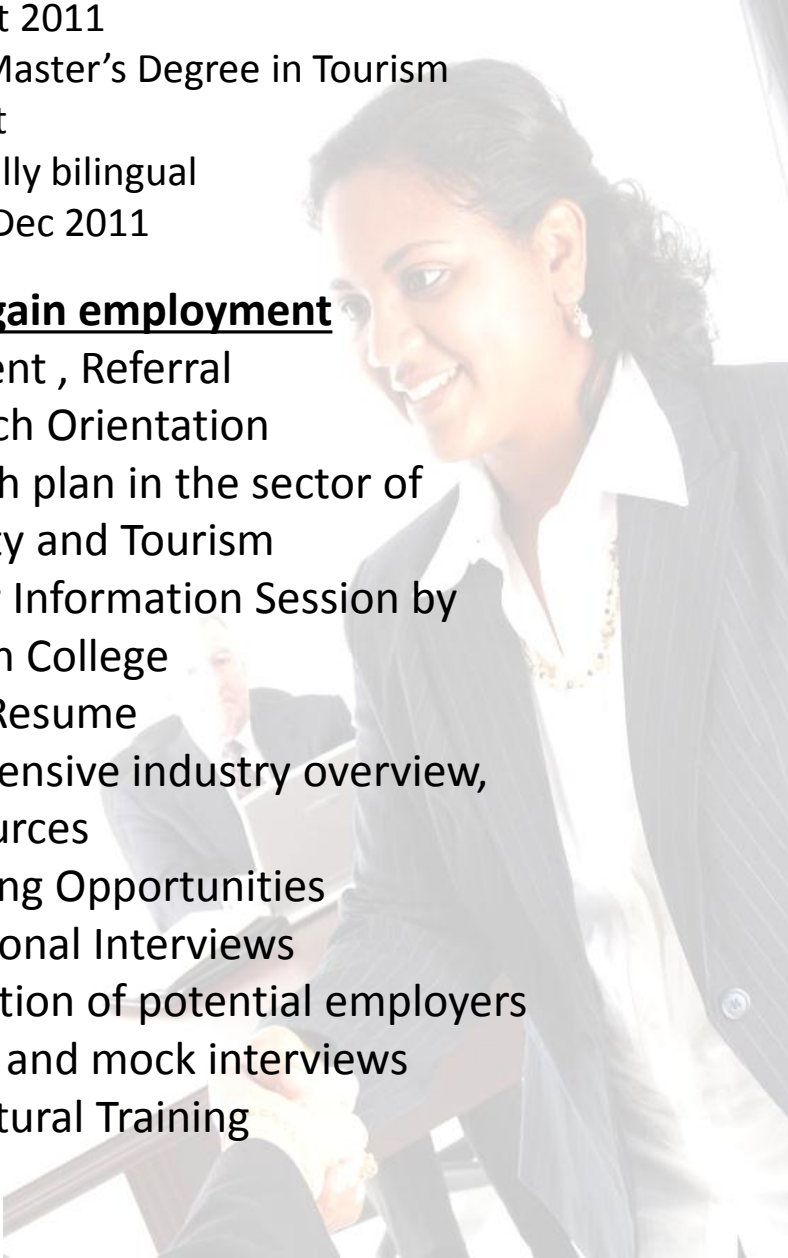 t 2011
Master’s Degree in Tourism
t
lly bilingual
Dec 2011
gain employment
ent , Referral
ch Orientation
h plan in the sector of
ty and Tourism
r Information Session by
n College
Resume
ensive industry overview,
urces
ng Opportunities
onal Interviews
tion of potential employers
and mock interviews
tural Training